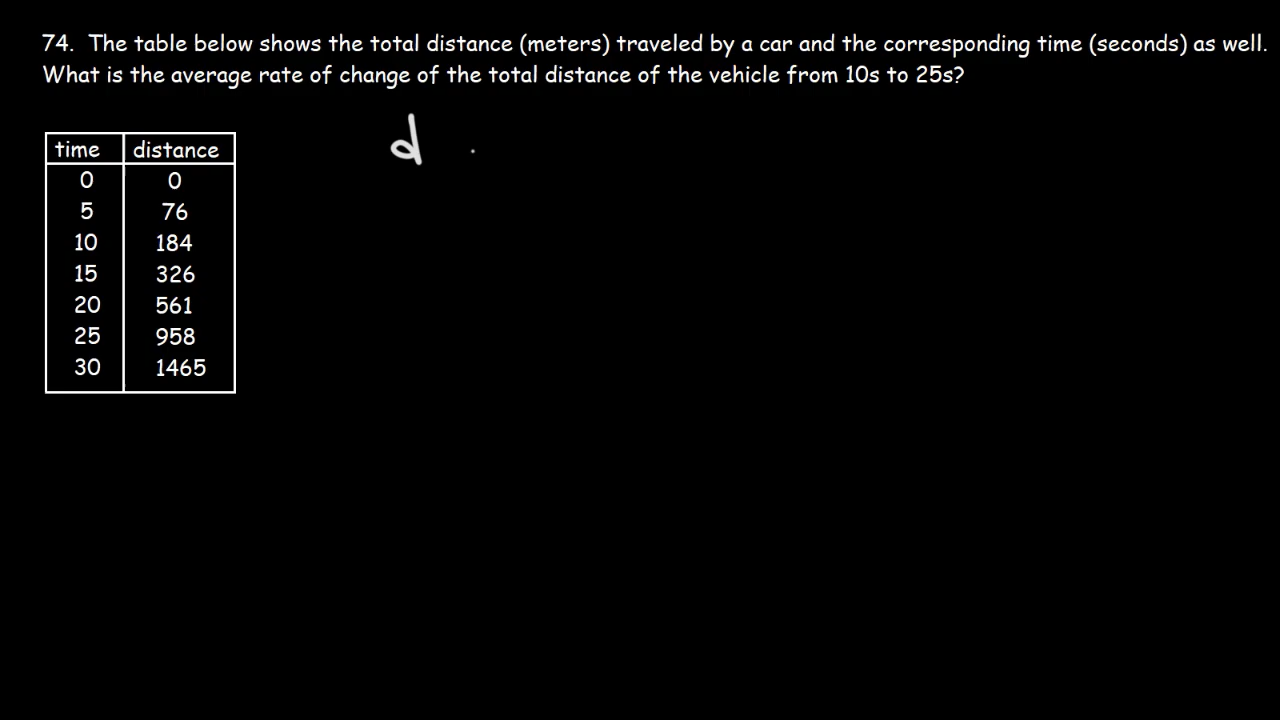 74. The table below shows the total distance (meters) traveled by a car and the corresponding time (seconds) as well.
What is the average rate of change of the total distance of the vehicle from 10s to 25s?
d
time distance
0 0
5 76
10 184
15 326
20 561
25 958
30 1465